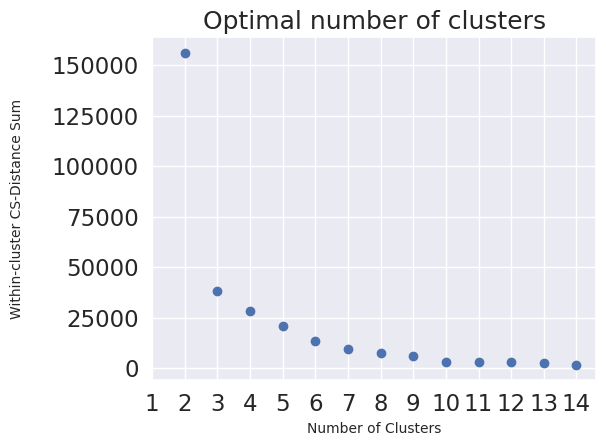 Optimal number of clusters
Within-cluster CS-Distance Sum
150000
125000
100000
75000
50000
25000
0
1 2 3 4 5 6 7 8 9 10 11 12 13 14
Number of Clusters